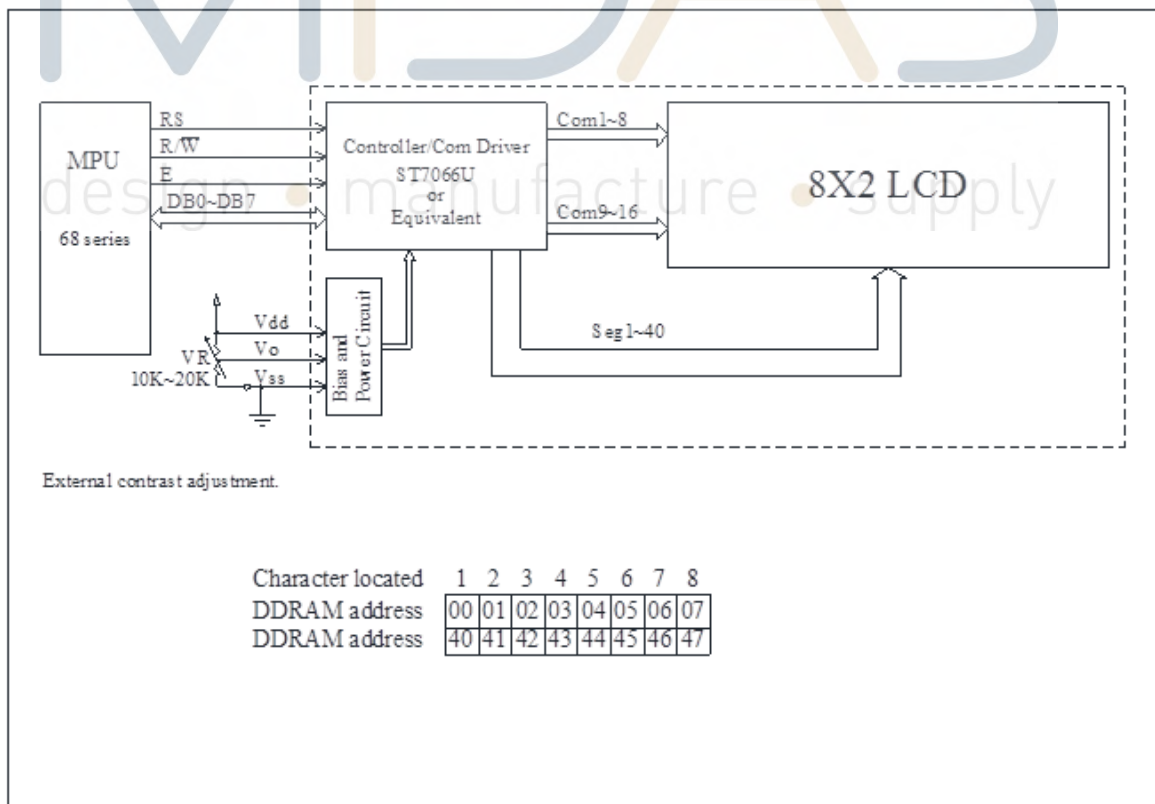 MIDAS
design • manufacture • supply
RS
R/W̅
E
DB0~DB7
MPU
68 series
Controller/Com Driver
ST7066U
or
Equivalent
Com1~8
Com9~16
8X2 LCD
Seg1~40
Vdd
Vo
Vss
VR
10K~20K
Bias and
Power Circuit
External contrast adjustment.
Character located 1 2 3 4 5 6 7 8
DDRAM address 00 01 02 03 04 05 06 07
DDRAM address 40 41 42 43 44 45 46 47